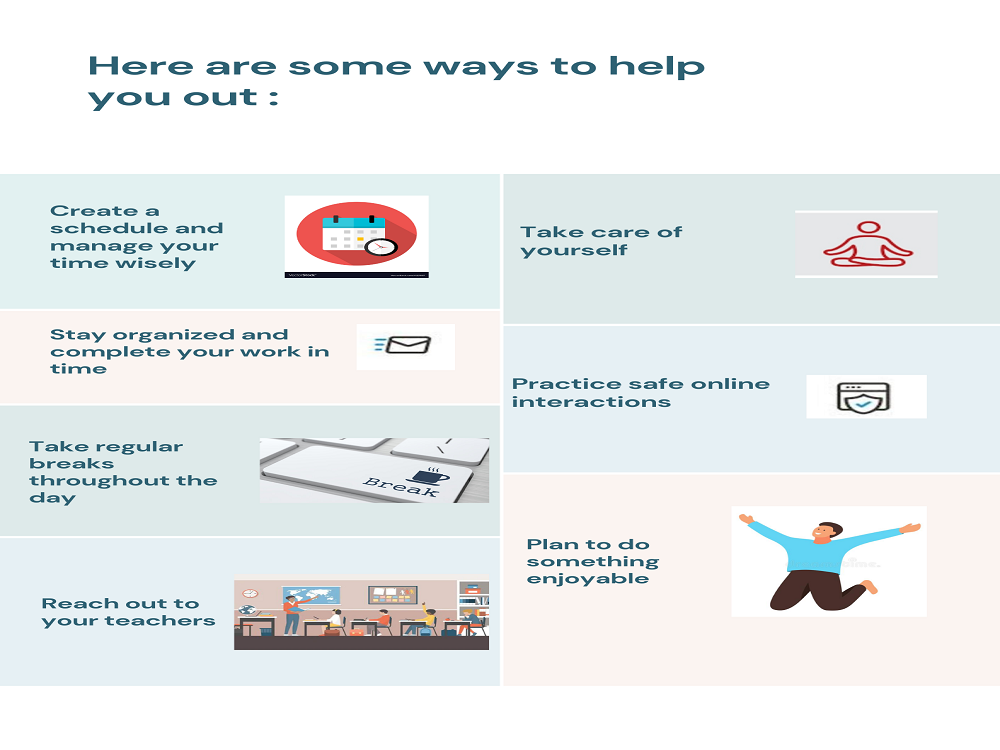 Here are some ways to help
you out :
Create a
schedule and
manage your
time wisely
Stay organized and
complete your work in
time
Take regular
breaks
throughout the
day
Break
Reach out to
your teachers
Take care of
yourself
Practice safe online
interactions
Plan to do
something
enjoyable